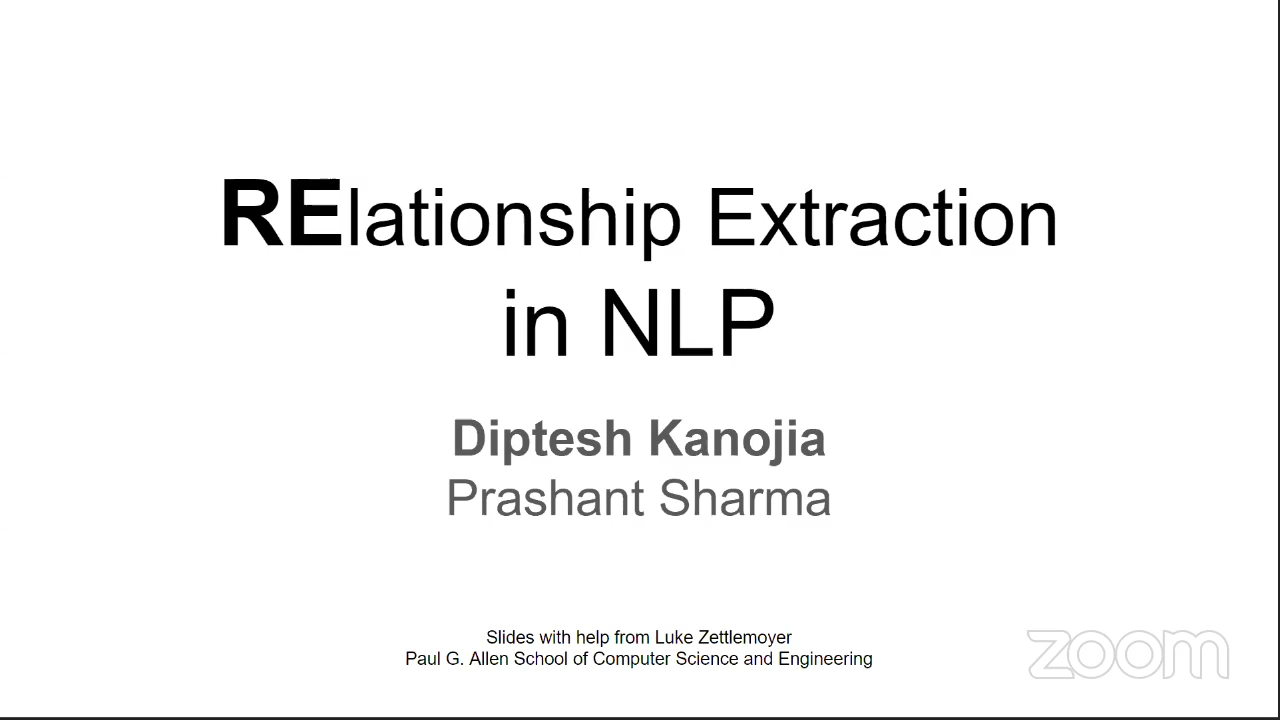 RElationship Extraction
in NLP
Diptesh Kanojia
Prashant Sharma
Slides with help from Luke Zettlemoyer
Paul G. Allen School of Computer Science and Engineering
zoom